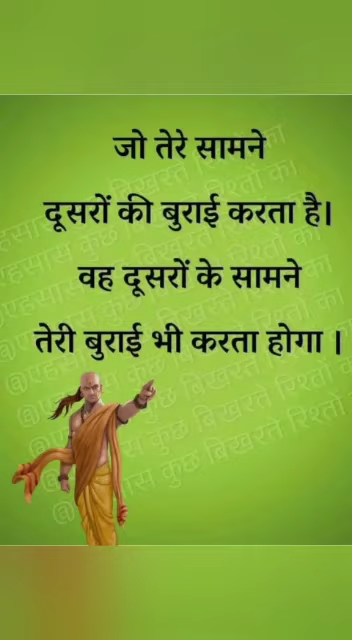 जो तेरे सामने
दूसरों की बुराई करता है।
वह दूसरों के सामने
तेरी बुराई भी करता होगा ।